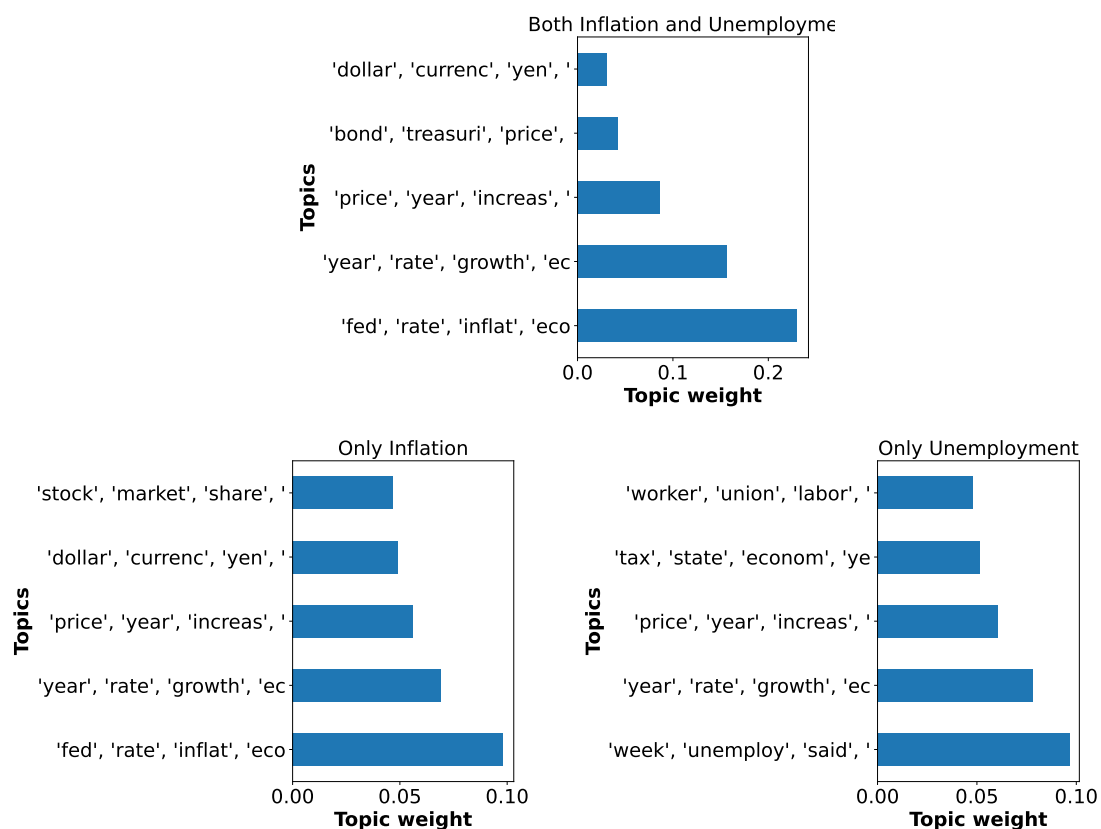 Both Inflation and Unemployme
'dollar', 'currenc', 'yen', '
'bond', 'treasuri', 'price',
'price', 'year', 'increas', '
'year', 'rate', 'growth', 'ec
'fed', 'rate', 'inflat', 'eco
Topics
0.0 0.1 0.2
Topic weight
Only Inflation
'stock', 'market', 'share', '
'dollar', 'currenc', 'yen', '
'price', 'year', 'increas', '
'year', 'rate', 'growth', 'ec
'fed', 'rate', 'inflat', 'eco
Topics
0.00 0.05 0.10
Topic weight
Only Unemployment
'worker', 'union', 'labor', '
'tax', 'state', 'econom', 'ye
'price', 'year', 'increas', '
'year', 'rate', 'growth', 'ec
'week', 'unemploy', 'said', '
Topics
0.00 0.05 0.10
Topic weight